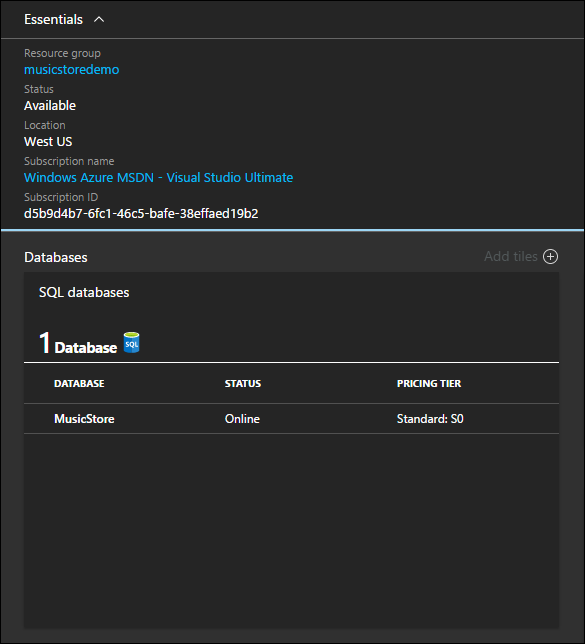 Essentials
Resource group
musicstoredemo
Status
Available
Location
West US
Subscription name
Windows Azure MSDN - Visual Studio Ultimate
Subscription ID
d5b9d4b7-6fc1-46c5-bafe-38effaed19b2
Databases
Add tiles
SQL databases
1 Database SQL
DATABASE STATUS PRICING TIER
MusicStore Online Standard: S0